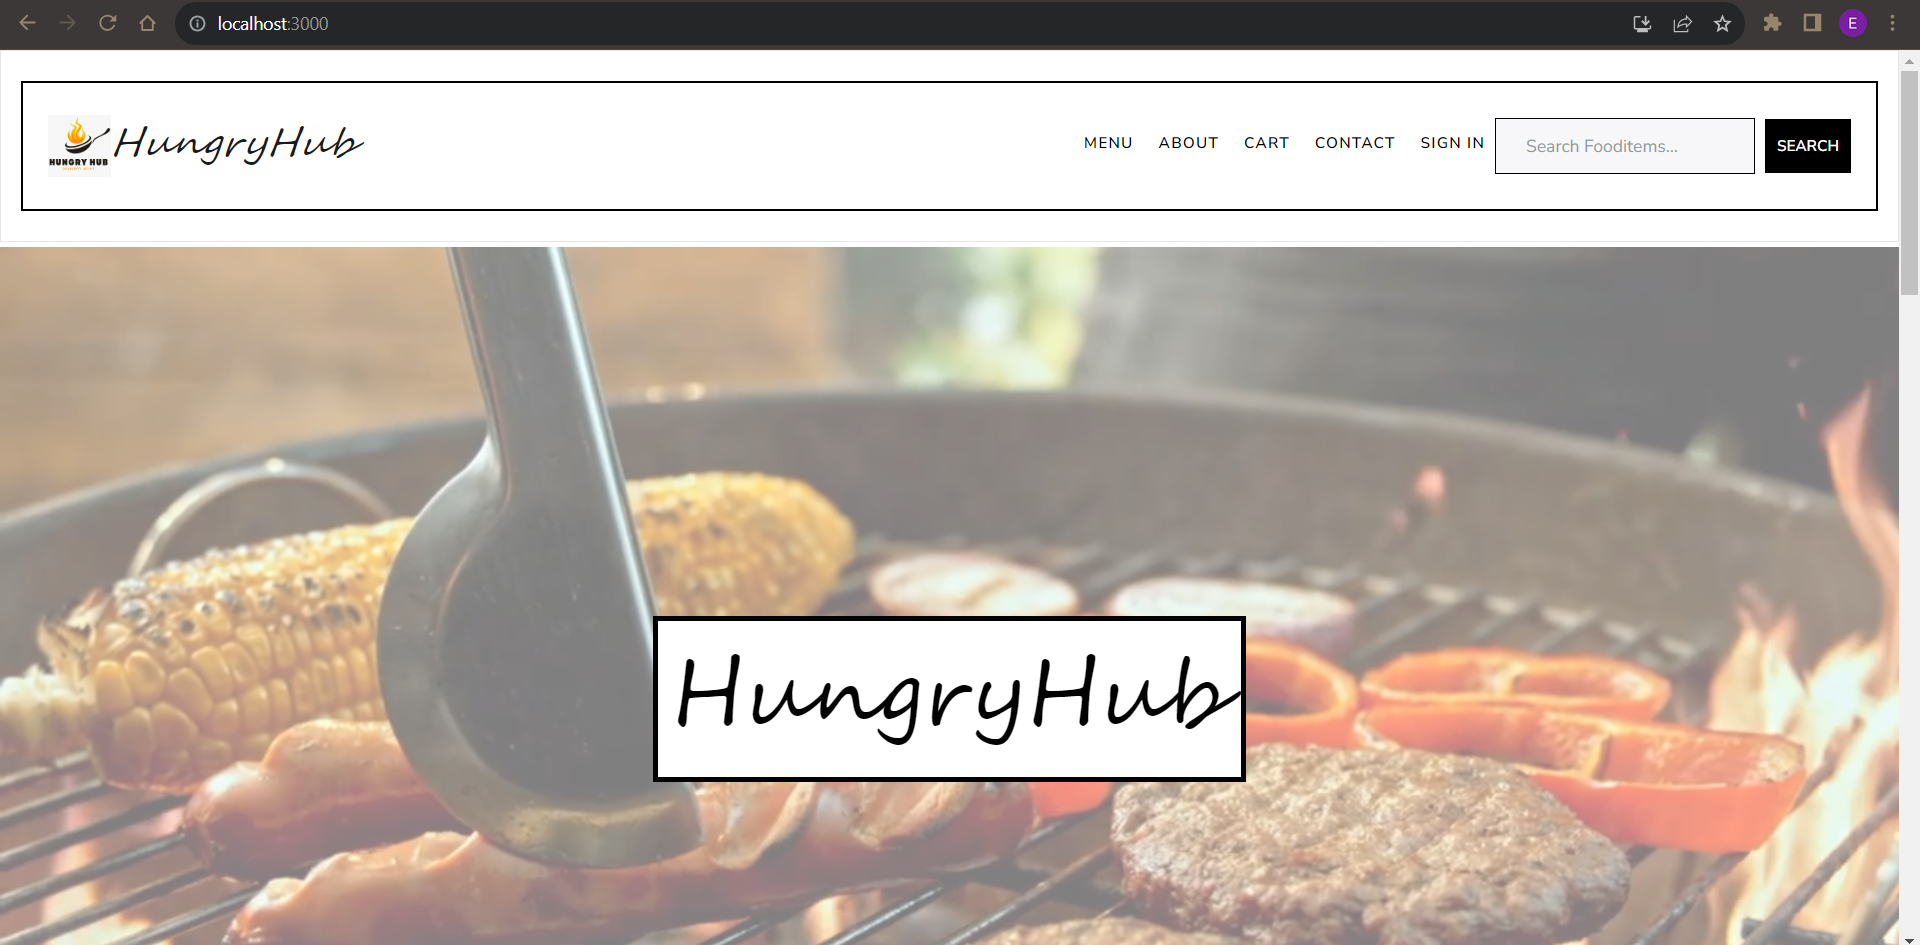 localhost:3000
E
HUNGRY HUB
HungryHub
MENU ABOUT CART CONTACT SIGN IN Search Fooditems... SEARCH
HungryHub